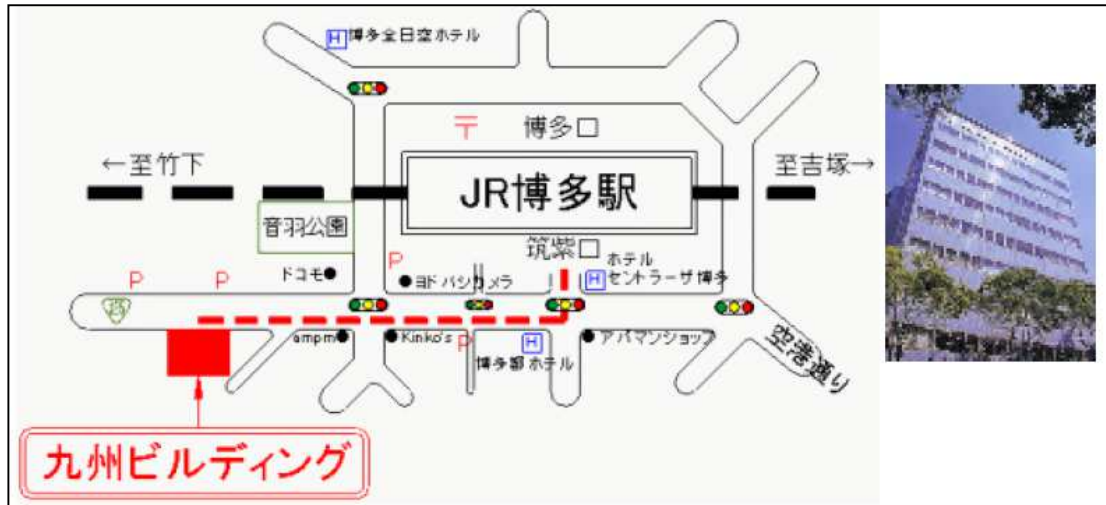 H 博多全日空ホテル
〒 博多口
←至竹下
至吉塚→
JR博多駅
音羽公園
筑紫口
ホテル
H セントラーザ博多
ドコモ
P
P
P
ヨドバシカメラ
ampm
Kinko's
P
H
博多都ホテル
アパマンショップ
空港通り
九州ビルディング